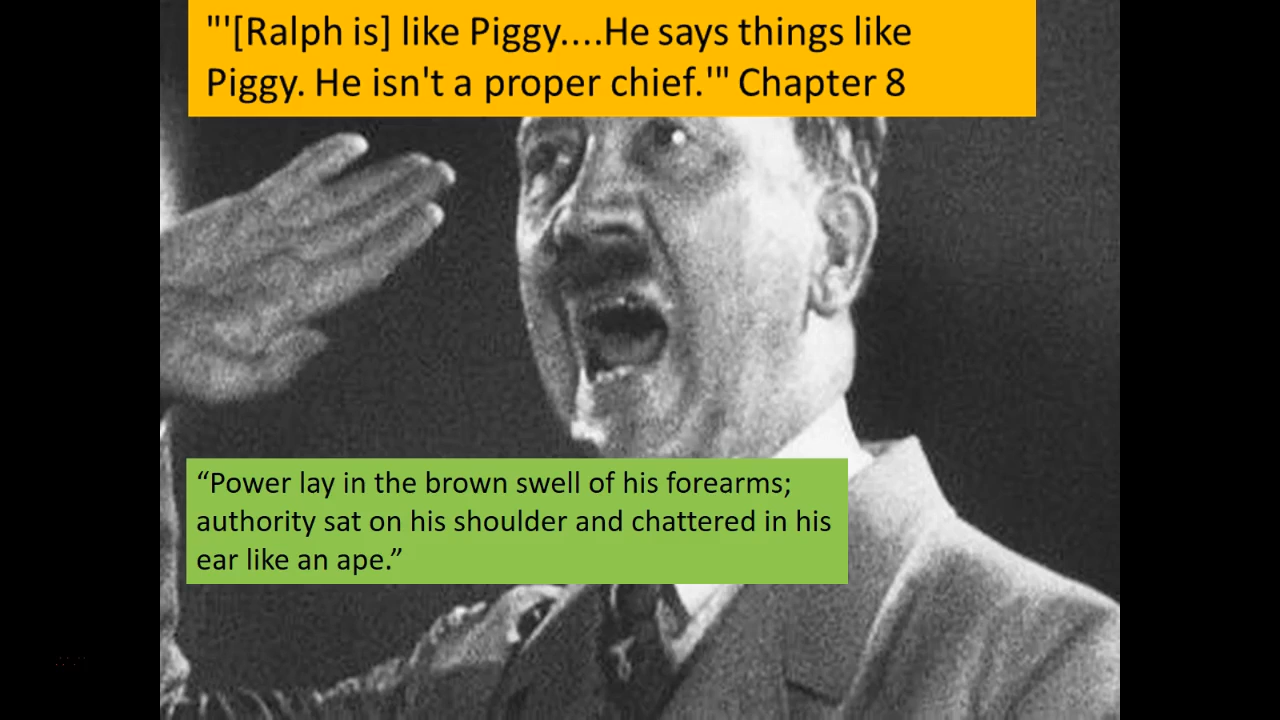 "'[Ralph is] like Piggy....He says things like
Piggy. He isn't a proper chief.'" Chapter 8
“Power lay in the brown swell of his forearms;
authority sat on his shoulder and chattered in his
ear like an ape.”